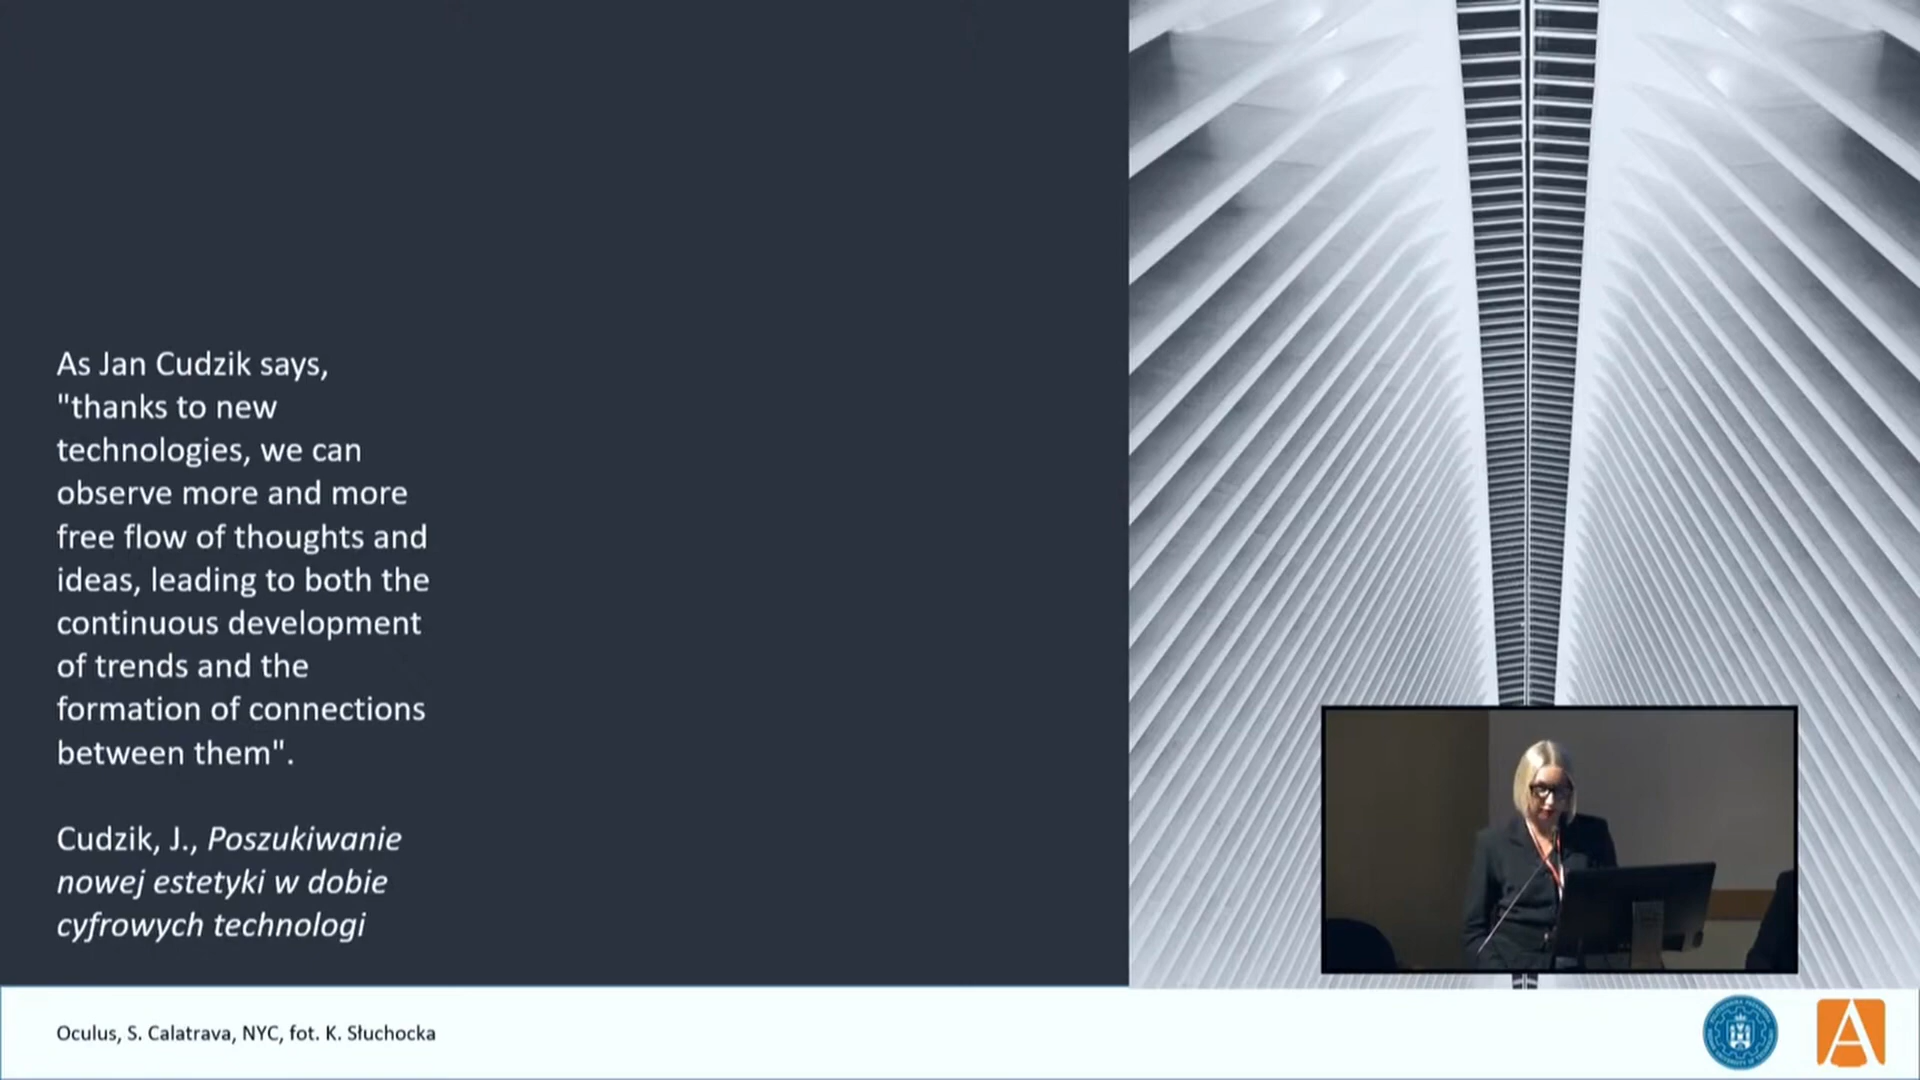 As Jan Cudzik says,
"thanks to new
technologies, we can
observe more and more
free flow of thoughts and
ideas, leading to both the
continuous development
of trends and the
formation of connections
between them".
Cudzik, J., Poszukiwanie
nowej estetyki w dobie
cyfrowych technologi
Oculus, S. Calatrava, NYC, fot. K. Słuchocka
A